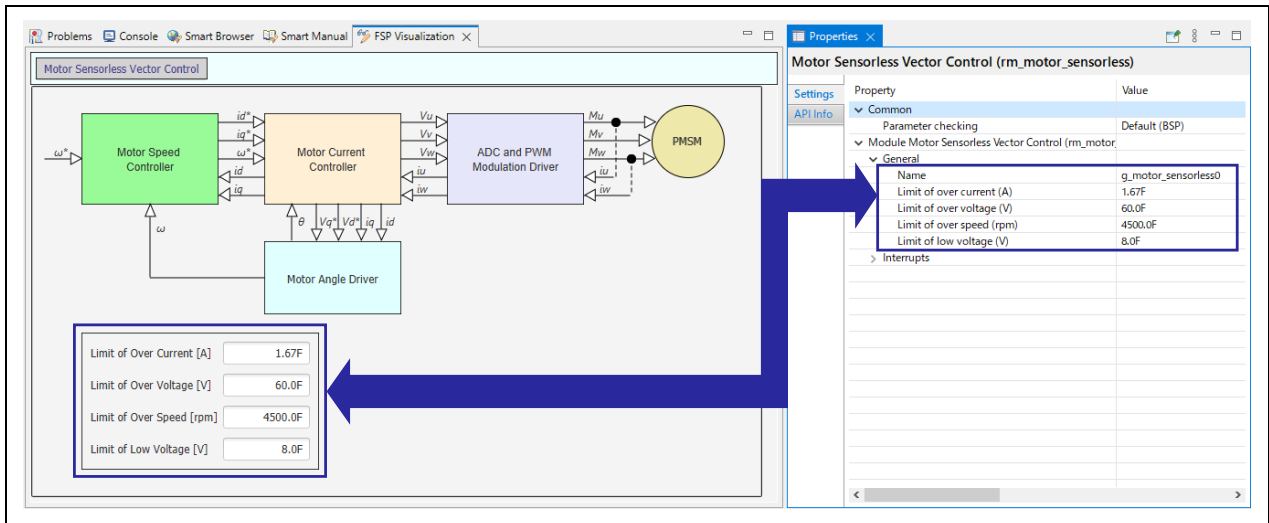 Problems Console Smart Browser Smart Manual FSP Visualization
Motor Sensorless Vector Control
ω*
Motor Speed
Controller
id*
iq*
ω*
id
iq
Motor Current
Controller
Vu
Vv
Vw
iu
iw
ADC and PWM
Modulation Driver
Mu
Mv
Mw
iu
iw
PMSM
ω
θ Vq* Vd* iq id
Motor Angle Driver
Limit of Over Current [A] 1.67F
Limit of Over Voltage [V] 60.0F
Limit of Over Speed [rpm] 4500.0F
Limit of Low Voltage [V] 8.0F
Properties
Motor Sensorless Vector Control (rm_motor_sensorless)
Settings
API Info
Property Value
Common
Parameter checking Default (BSP)
Module Motor Sensorless Vector Control (rm_motor_
General
Name g_motor_sensorless0
Limit of over current (A) 1.67F
Limit of over voltage (V) 60.0F
Limit of over speed (rpm) 4500.0F
Limit of low voltage (V) 8.0F
Interrupts